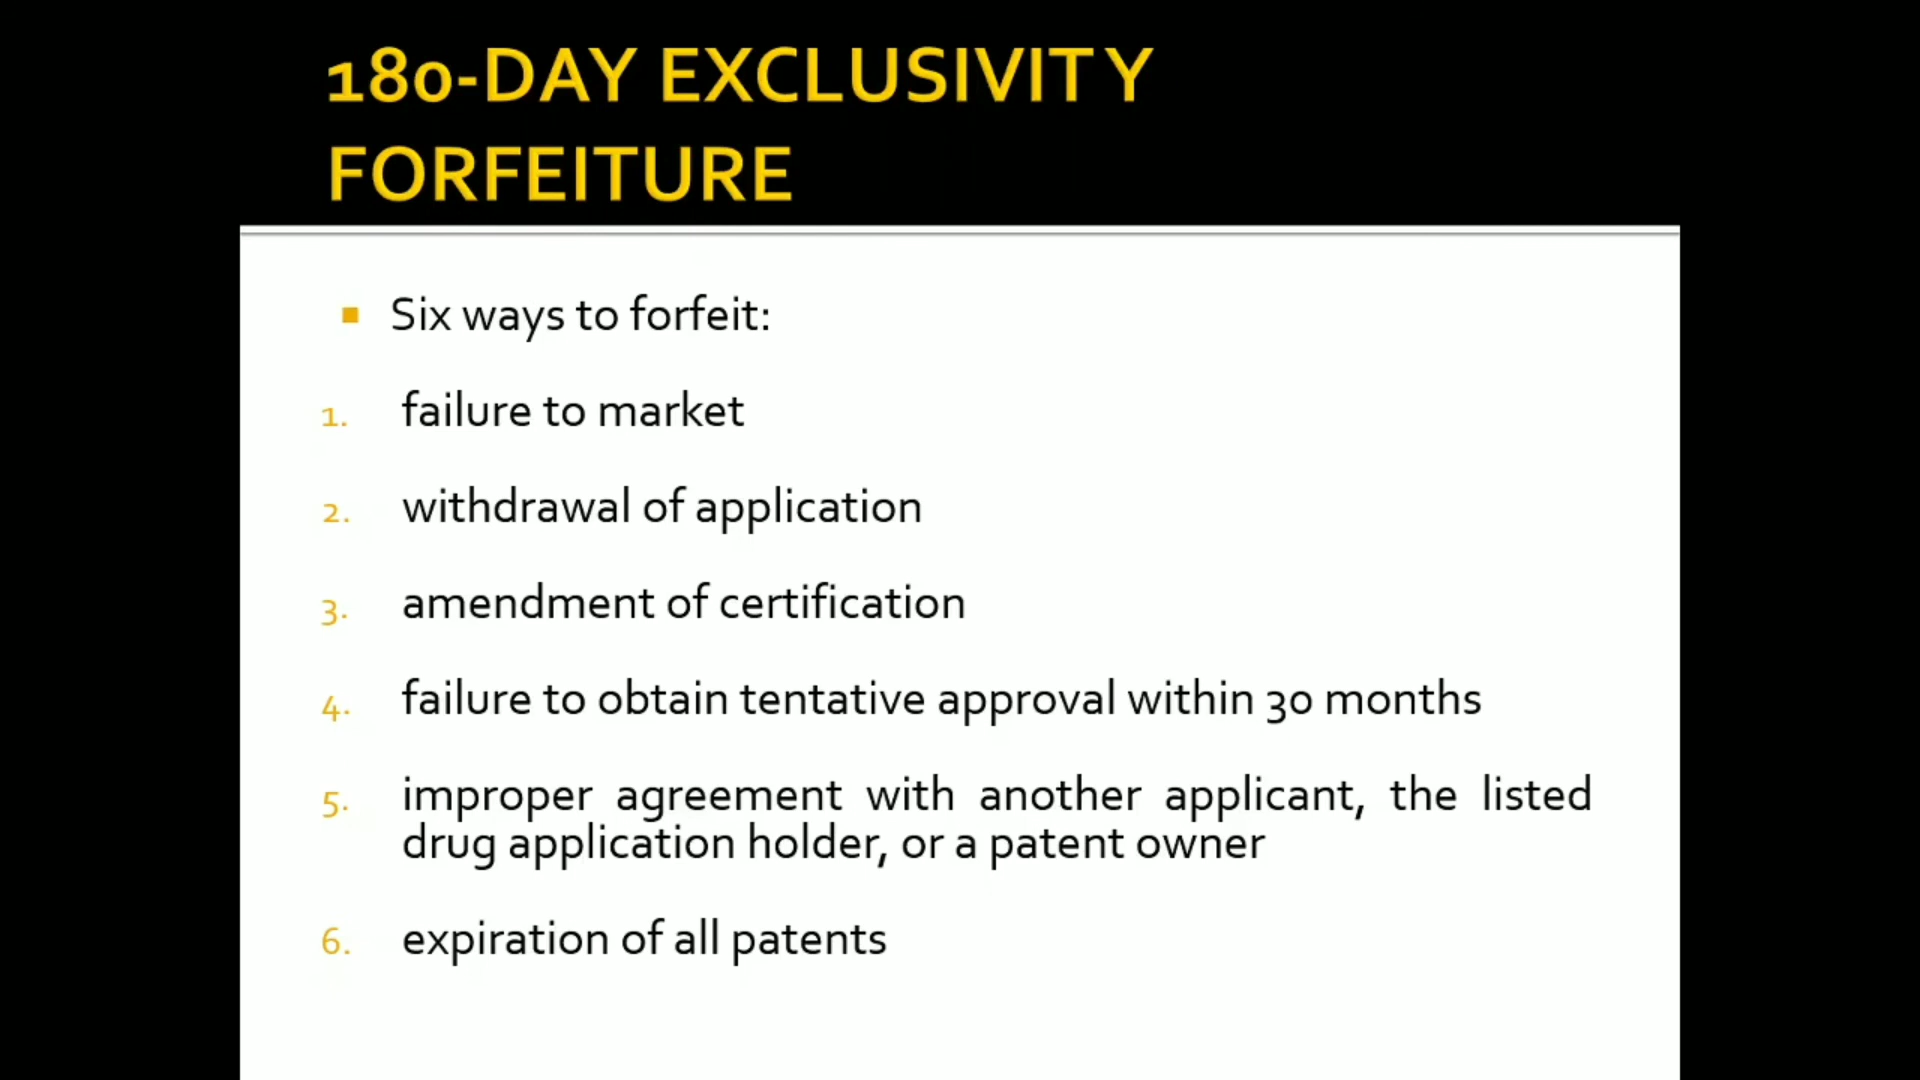 180-DAY EXCLUSIVITY
FORFEITURE
▪ Six ways to forfeit:
1. failure to market
2. withdrawal of application
3. amendment of certification
4. failure to obtain tentative approval within 30 months
5. improper agreement with another applicant, the listed
drug application holder, or a patent owner
6. expiration of all patents